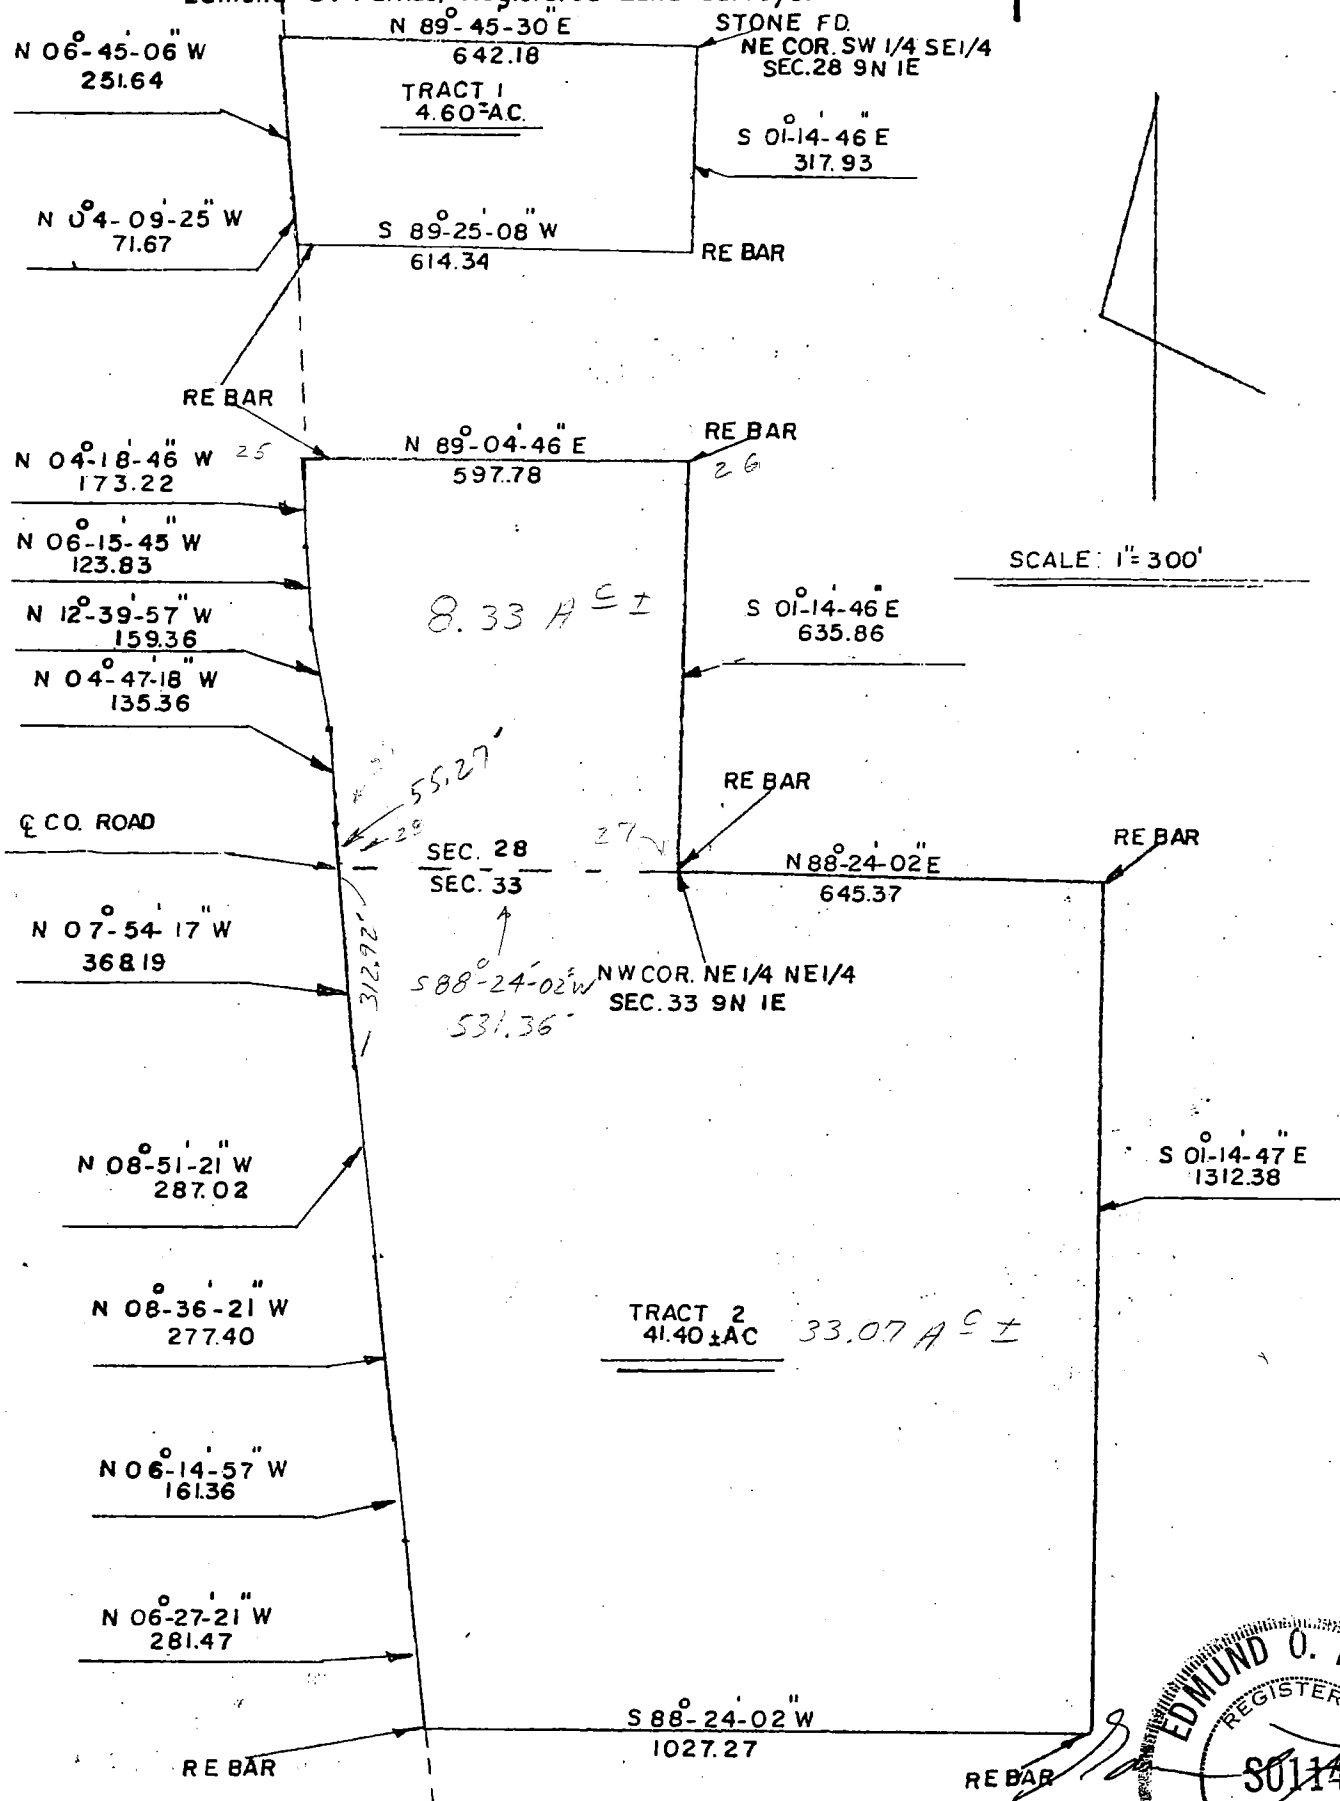 N 89°-45'-30" E
642.18
STONE FD.
NE COR. SW 1/4 SE1/4
SEC.28 9N 1E
N 06°-45'-06" W
251.64
TRACT 1
4.60±AC.
S 01°-14'-46" E
317.93
N 04°-09'-25" W
71.67
S 89°-25'-08" W
614.34
RE BAR
RE BAR
N 89°-04'-46" E
597.78
RE BAR
25
26
N 04°-18'-46" W
173.22
N 06°-15'-45" W
123.83
SCALE: 1"=300'
8.33 Ac ±
S 01°-14'-46" E
635.86
N 12°-39'-57" W
159.36
N 04°-47'-18" W
135.36
55.27'
RE BAR
℄ CO. ROAD
28
27
SEC. 28
SEC. 33
N 88°-24'-02" E
645.37
RE BAR
N 07°-54'-17" W
368.19
312.92'
S 88°-24'-02" W
531.36'
NW COR. NE 1/4 NE 1/4
SEC. 33 9N 1E
N 08°-51'-21" W
287.02
S 01°-14'-47" E
1312.38
N 08°-36'-21" W
277.40
TRACT 2
41.40 ±AC
33.07 Ac ±
N 06°-14'-57" W
161.36
N 06°-27'-21" W
281.47
S 88°-24'-02" W
1027.27
RE BAR
RE BAR
EDMUND O.
REGISTER
S0114